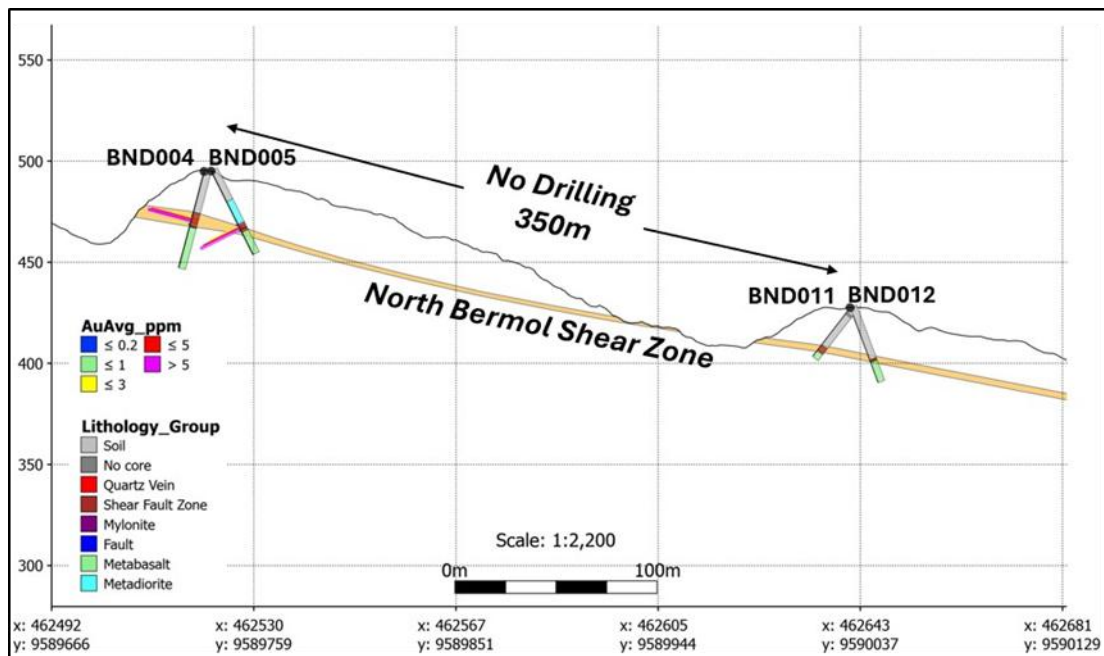 550
500
450
400
350
300
BND004 BND005
No Drilling
350m
BND011 BND012
North Bermol Shear Zone
AuAvg_ppm
≤ 0.2 ≤ 5
≤ 1 > 5
≤ 3
Lithology_Group
Soil
No core
Quartz Vein
Shear Fault Zone
Mylonite
Fault
Metabasalt
Metadiorite
Scale: 1:2,200
0m 100m
x: 462492 x: 462530 x: 462567 x: 462605 x: 462643 x: 462681
y: 9589666 y: 9589759 y: 9589851 y: 9589944 y: 9590037 y: 9590129